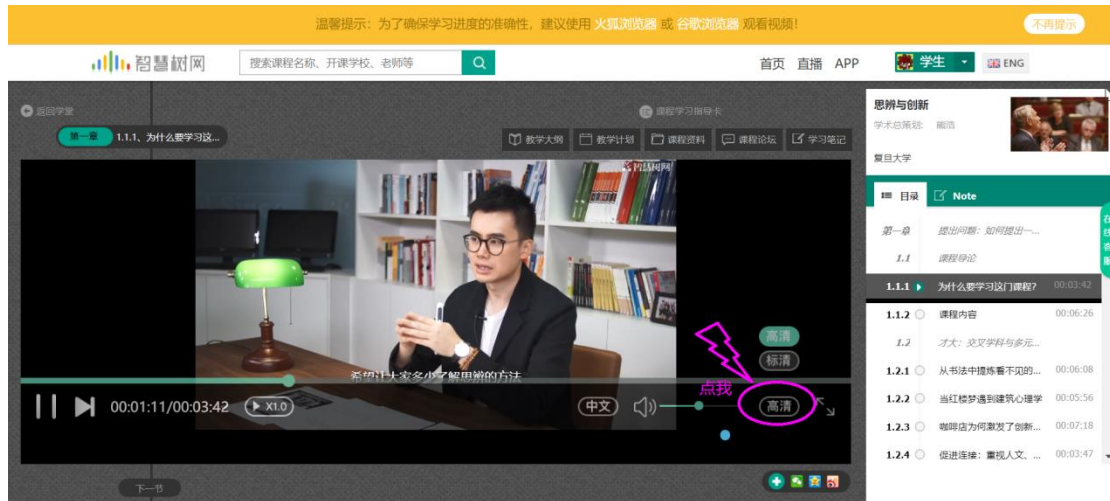 温馨提示：为了确保学习进度的准确性，建议使用 火狐浏览器 或 谷歌浏览器 观看视频！
不再提示
智慧树网
搜索课程名称、开课学校、老师等
首页 直播 APP
学生
ENG
返回学堂
课程学习指导卡
第一章 1.1.1、为什么要学习这...
教学大纲 教学计划 课程资料 课程论坛 学习笔记
智慧树网
希望让大家多少了解思辨的方法
高清
标清
点我
00:01:11/00:03:42 X1.0 中文 高清
下一节
思辨与创新
学术总策划: 熊浩
复旦大学
目录 Note
第一章 提出问题：如何提出一...
1.1 课程导论
1.1.1 为什么要学习这门课程? 00:03:42
1.1.2 课程内容 00:06:26
1.2 才大：交叉学科与多元...
1.2.1 从书法中提炼看不见的... 00:06:08
1.2.2 当红楼梦遇到建筑心理学 00:05:56
1.2.3 咖啡店为何激发了创新... 00:07:18
1.2.4 促进连接：重视人文、... 00:03:47
在线客服